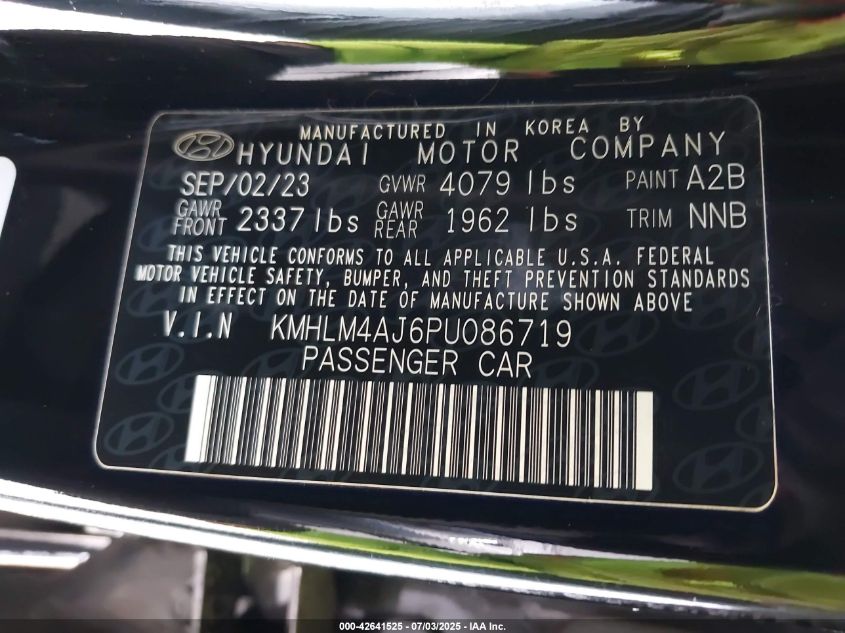 MANUFACTURED IN KOREA BY
HYUNDAI MOTOR COMPANY
SEP/02/23 GVWR 4079 lbs PAINT A2B
GAWR FRONT 2337 lbs GAWR REAR 1962 lbs TRIM NNB
THIS VEHICLE CONFORMS TO ALL APPLICABLE U.S.A. FEDERAL
MOTOR VEHICLE SAFETY, BUMPER, AND THEFT PREVENTION STANDARDS
IN EFFECT ON THE DATE OF MANUFACTURE SHOWN ABOVE
V.I.N KMHLM4AJ6PU086719
PASSENGER CAR
000-42641525 - 07/03/2025 - IAA Inc.